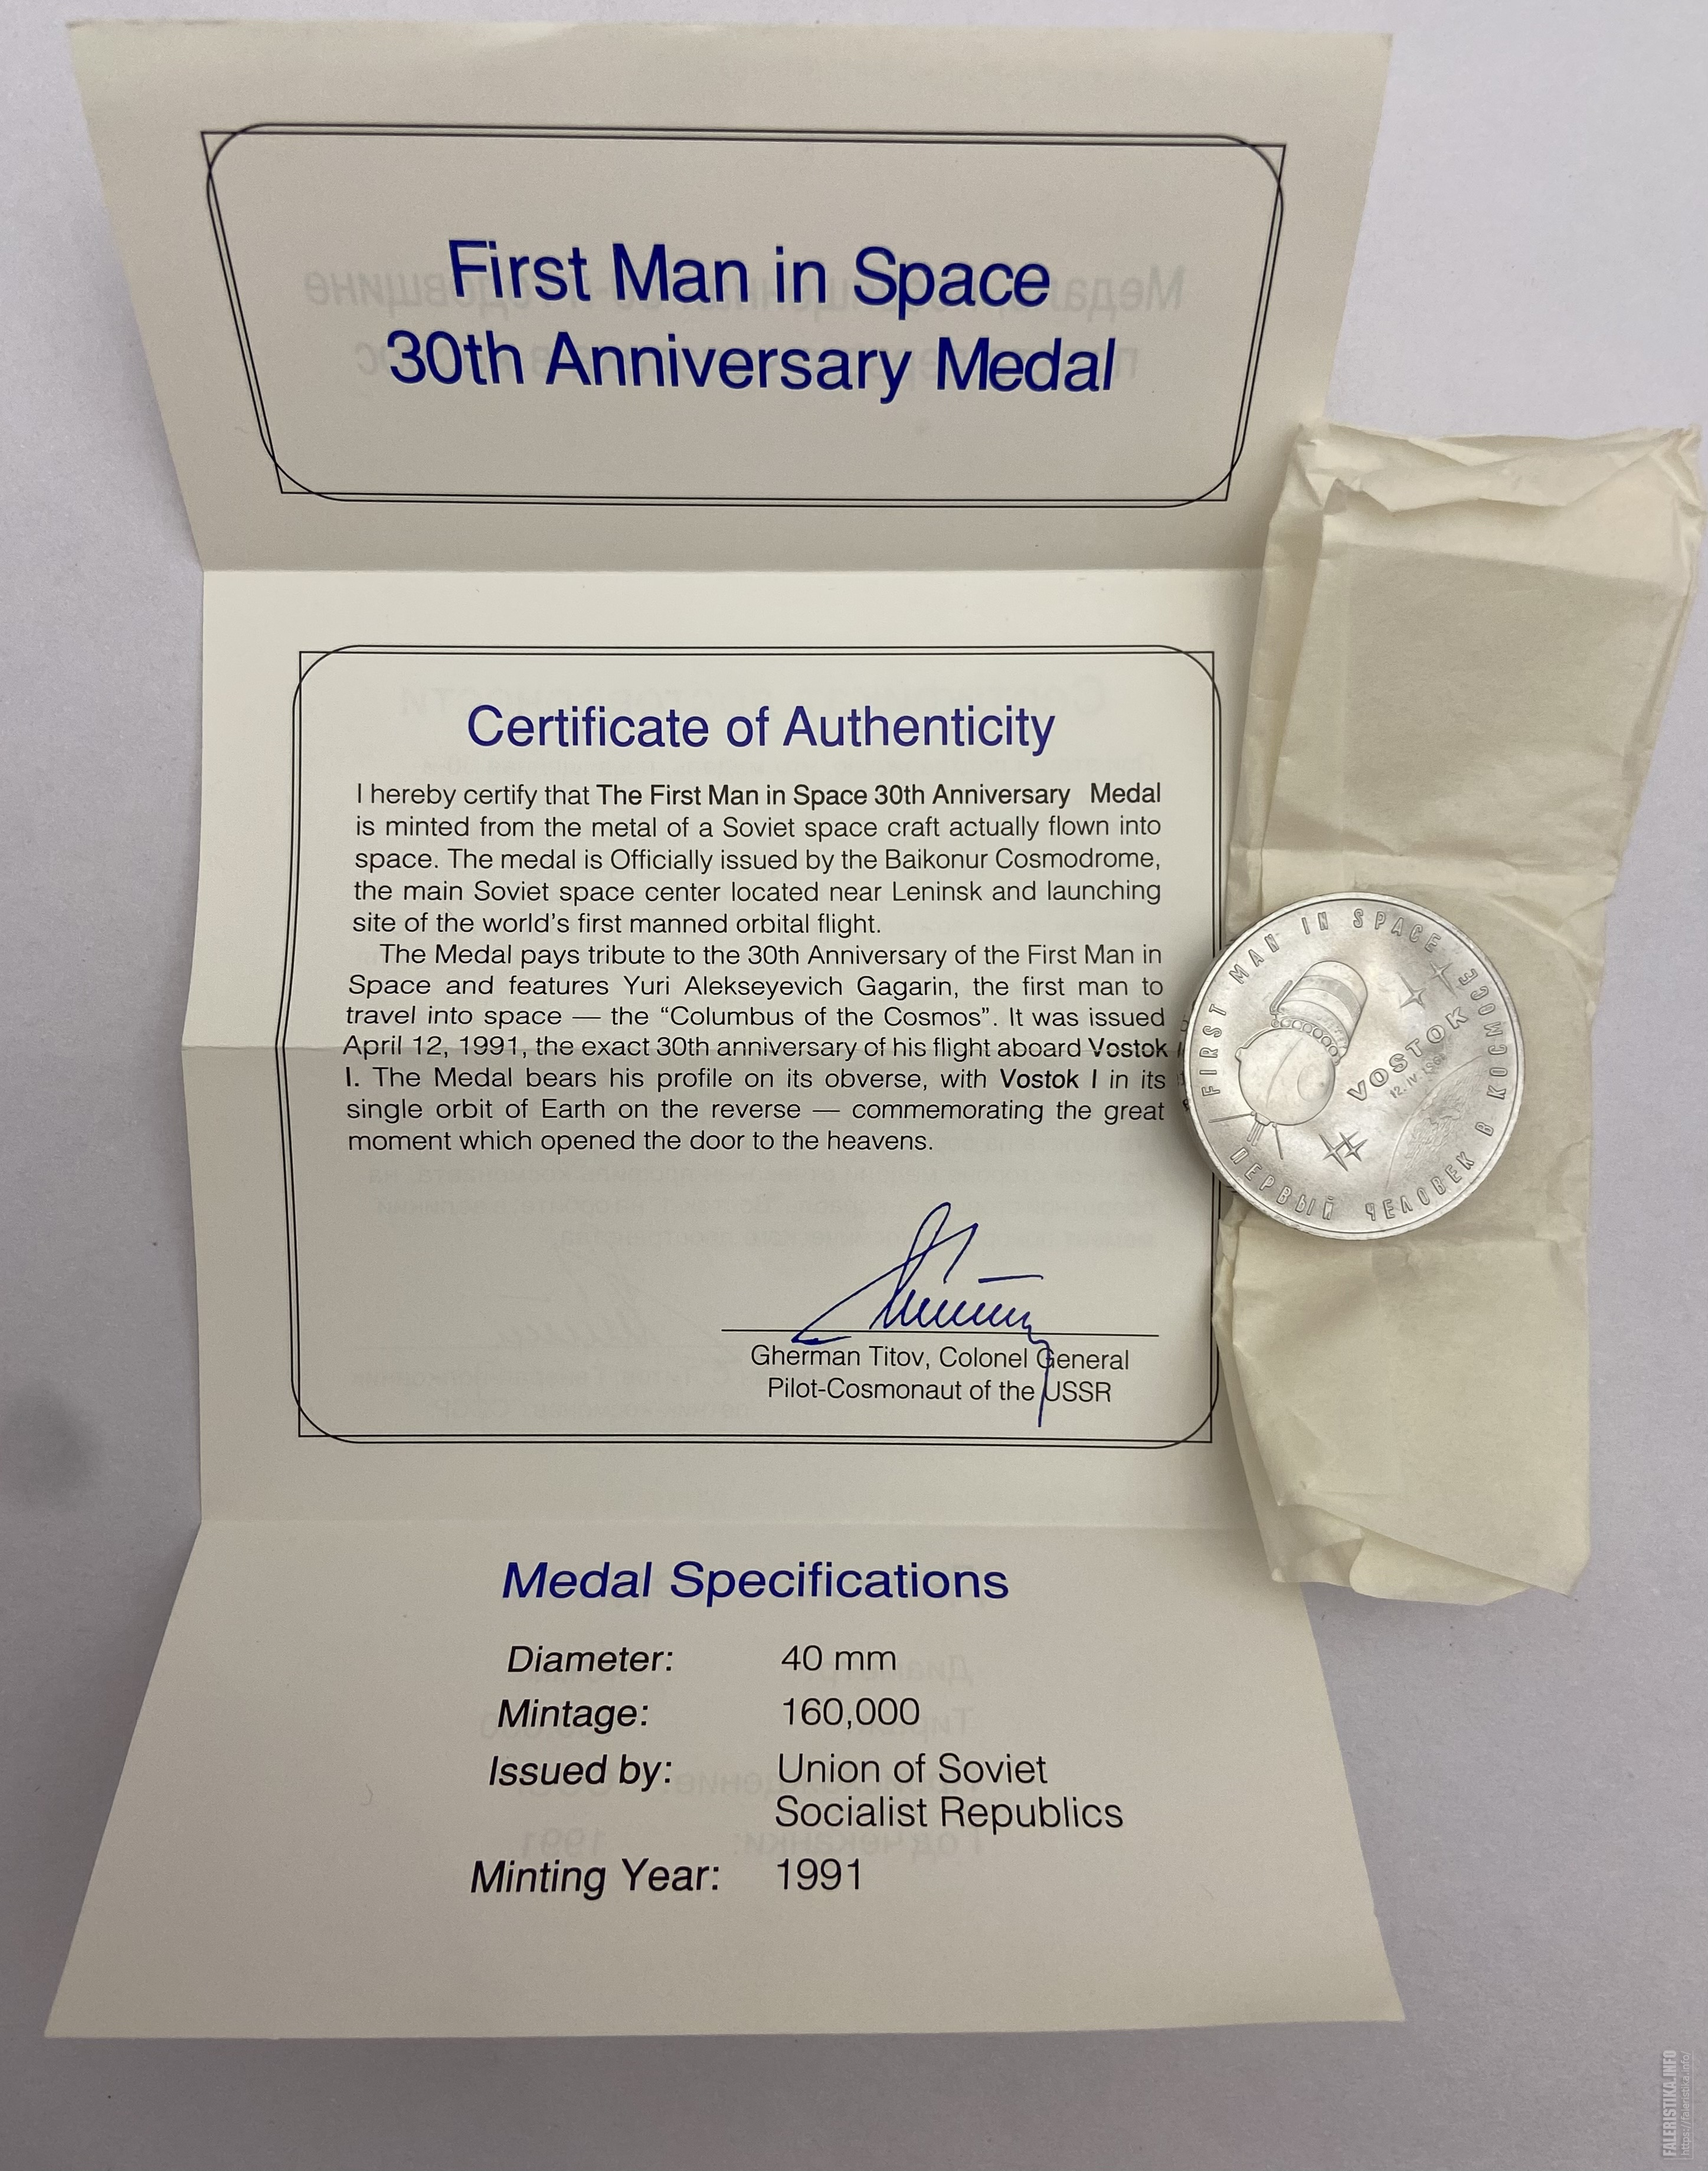 First Man in Space
30th Anniversary Medal
Certificate of Authenticity
I hereby certify that The First Man in Space 30th Anniversary Medal
is minted from the metal of a Soviet space craft actually flown into
space. The medal is Officially issued by the Baikonur Cosmodrome,
the main Soviet space center located near Leninsk and launching
site of the world's first manned orbital flight.
The Medal pays tribute to the 30th Anniversary of the First Man in
Space and features Yuri Alekseyevich Gagarin, the first man to
travel into space — the “Columbus of the Cosmos”. It was issued
April 12, 1991, the exact 30th anniversary of his flight aboard Vostok
I. The Medal bears his profile on its obverse, with Vostok I in its
single orbit of Earth on the reverse — commemorating the great
moment which opened the door to the heavens.
Gherman Titov, Colonel General
Pilot-Cosmonaut of the USSR
Medal Specifications
Diameter: 40 mm
Mintage: 160,000
Issued by: Union of Soviet
Socialist Republics
Minting Year: 1991
FIRST MAN IN SPACE
VOSTOK
12.IV.1961
ПЕРВЫЙ ЧЕЛОВЕК В КОСМОСЕ
FALERISTIKA.INFO
https://faleristika.info/